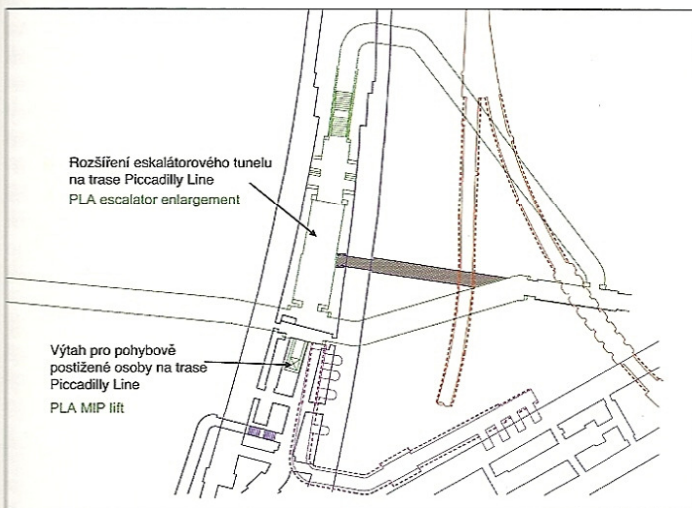 Rozšíření eskalátorového tunelu
na trase Piccadilly Line
PLA escalator enlargement
Výtah pro pohybově
postižené osoby na trase
Piccadilly Line
PLA MIP lift